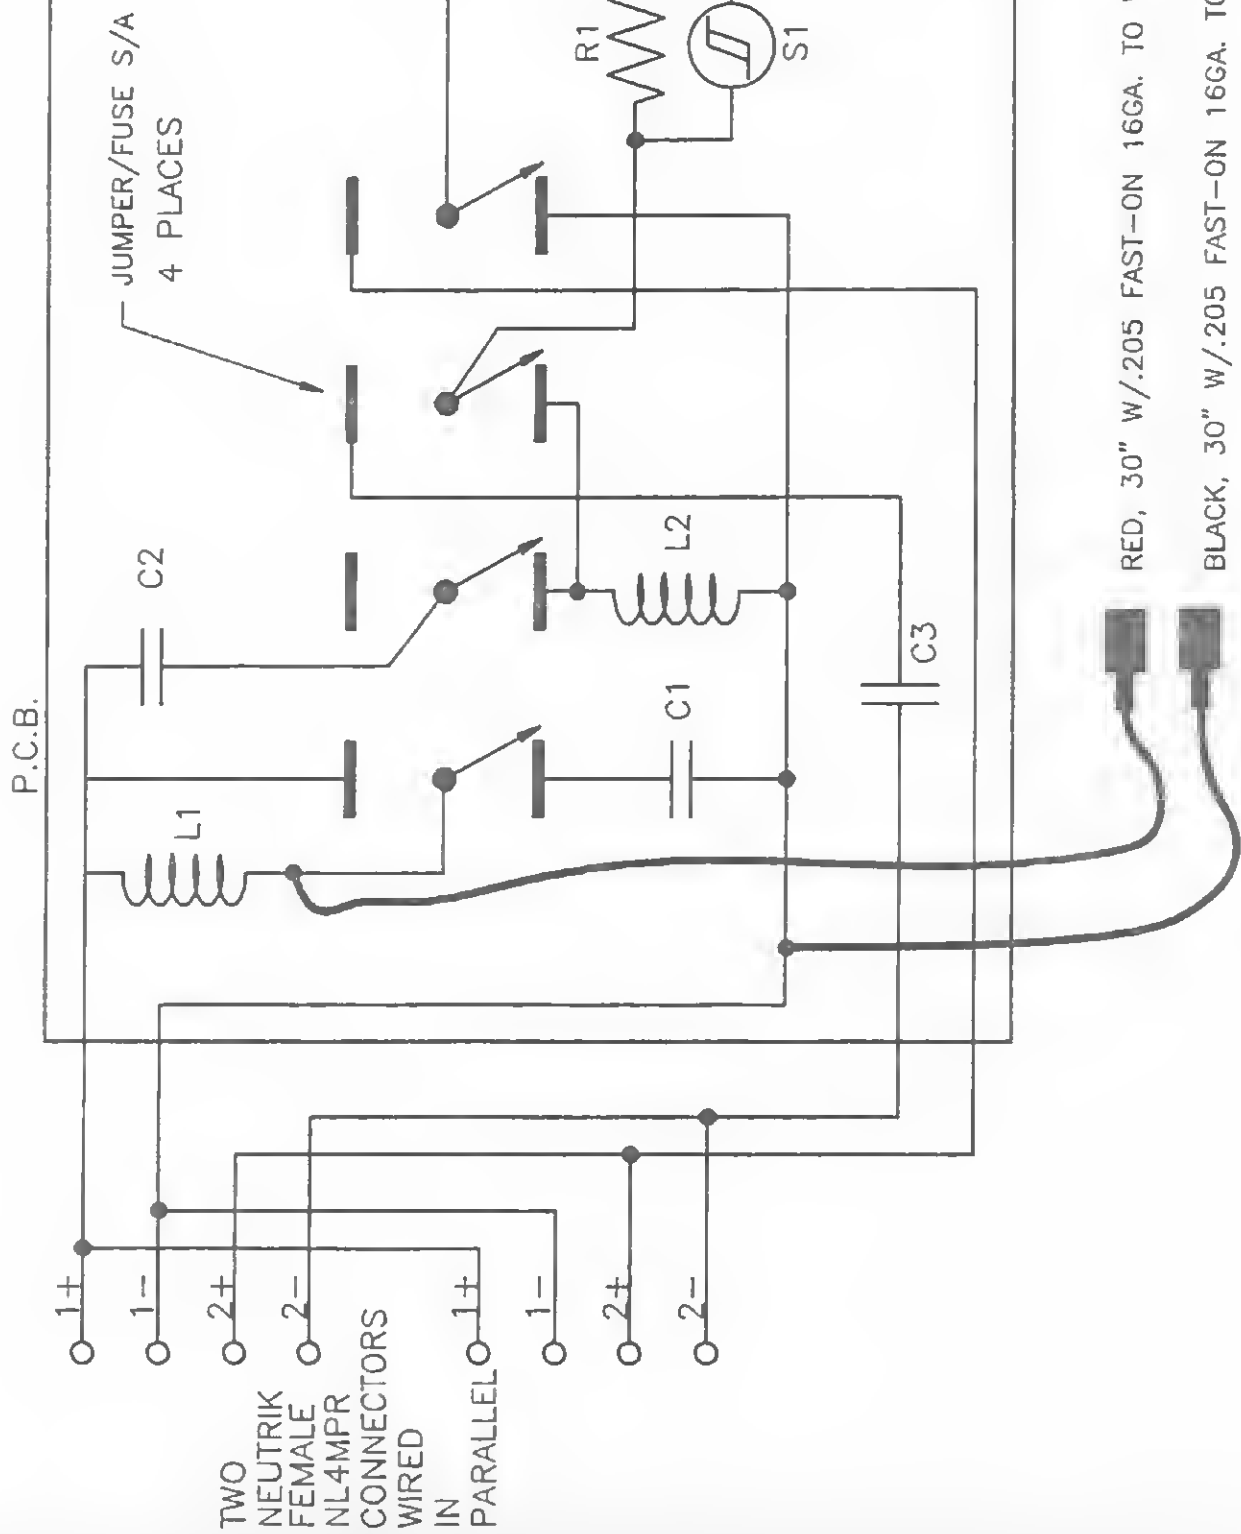 P.C.B.
JUMPER/FUSE S/A
4 PLACES
R1
S1
C2
L2
L1
C1
C3
RED, 30" W/.205 FAST-ON 16GA. TO
BLACK, 30" W/.205 FAST-ON 16GA. TO
1+
1-
2+
2-
1+
1-
2+
2-
TWO
NEUTRIK
FEMALE
NL4MPR
CONNECTORS
WIRED
IN
PARALLEL